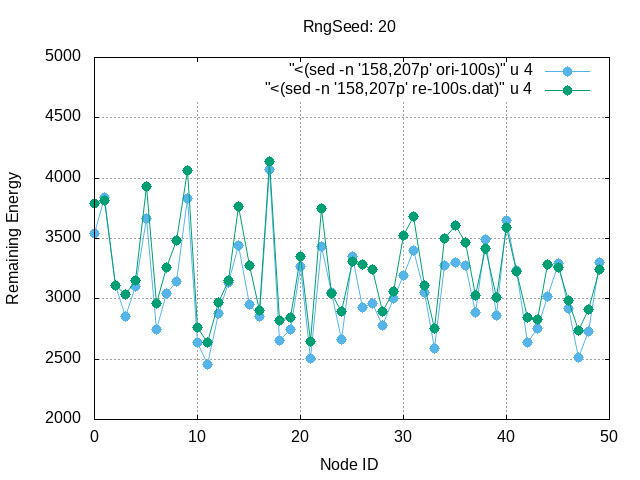 RngSeed: 20
"<(sed -n '158,207p' ori-100s)" u 4
"<(sed -n '158,207p' re-100s.dat)" u 4
5000
4500
4000
3500
3000
2500
2000
Remaining Energy
0 10 20 30 40 50
Node ID